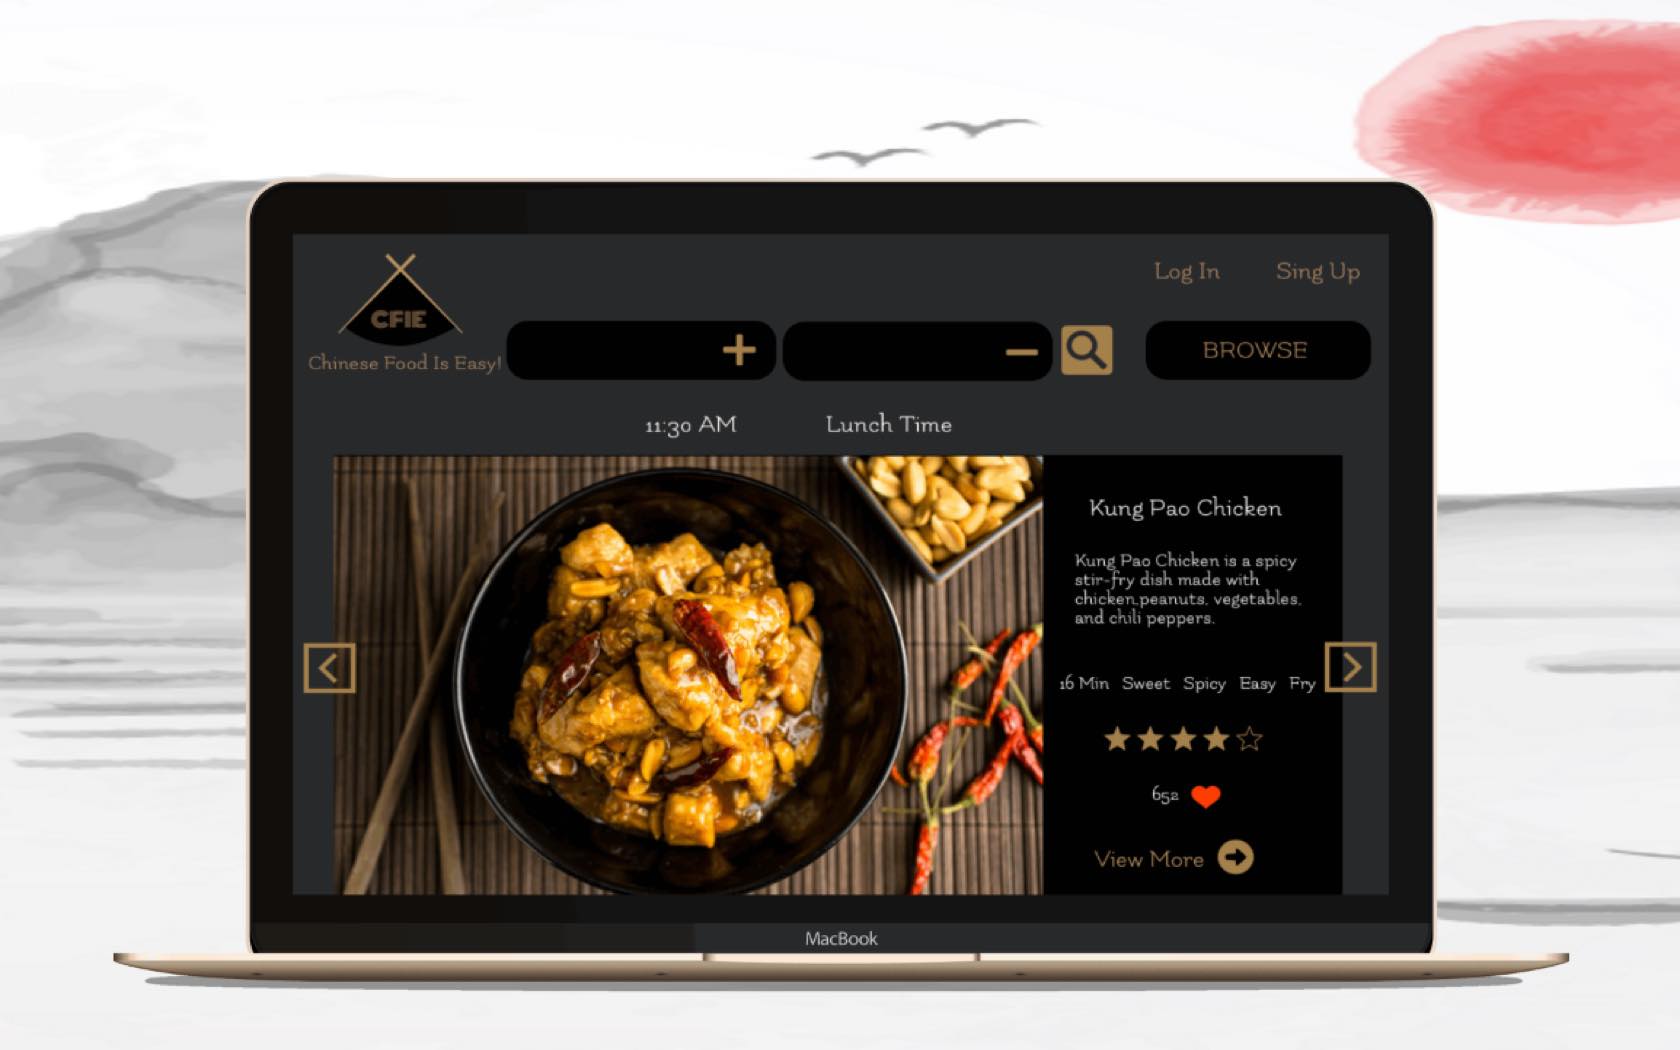 Log In
Sing Up
CFIE
Chinese Food Is Easy!
BROWSE
11:30 AM
Lunch Time
Kung Pao Chicken
Kung Pao Chicken is a spicy
stir-fry dish made with
chicken,peanuts, vegetables,
and chili peppers.
16 Min Sweet Spicy Easy Fry
652
View More
MacBook